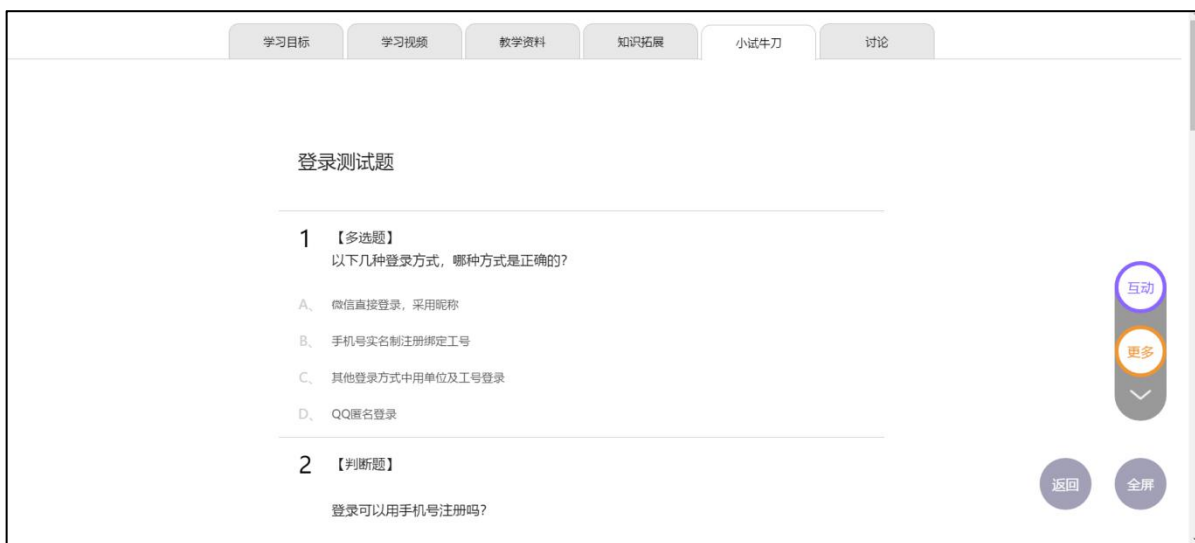 学习目标 学习视频 教学资料 知识拓展 小试牛刀 讨论
登录测试题
1 【多选题】
以下几种登录方式，哪种方式是正确的?
A、 微信直接登录，采用昵称
B、 手机号实名制注册绑定工号
C、 其他登录方式中用单位及工号登录
D、 QQ匿名登录
2 【判断题】
登录可以用手机号注册吗?
互动
更多
返回 全屏